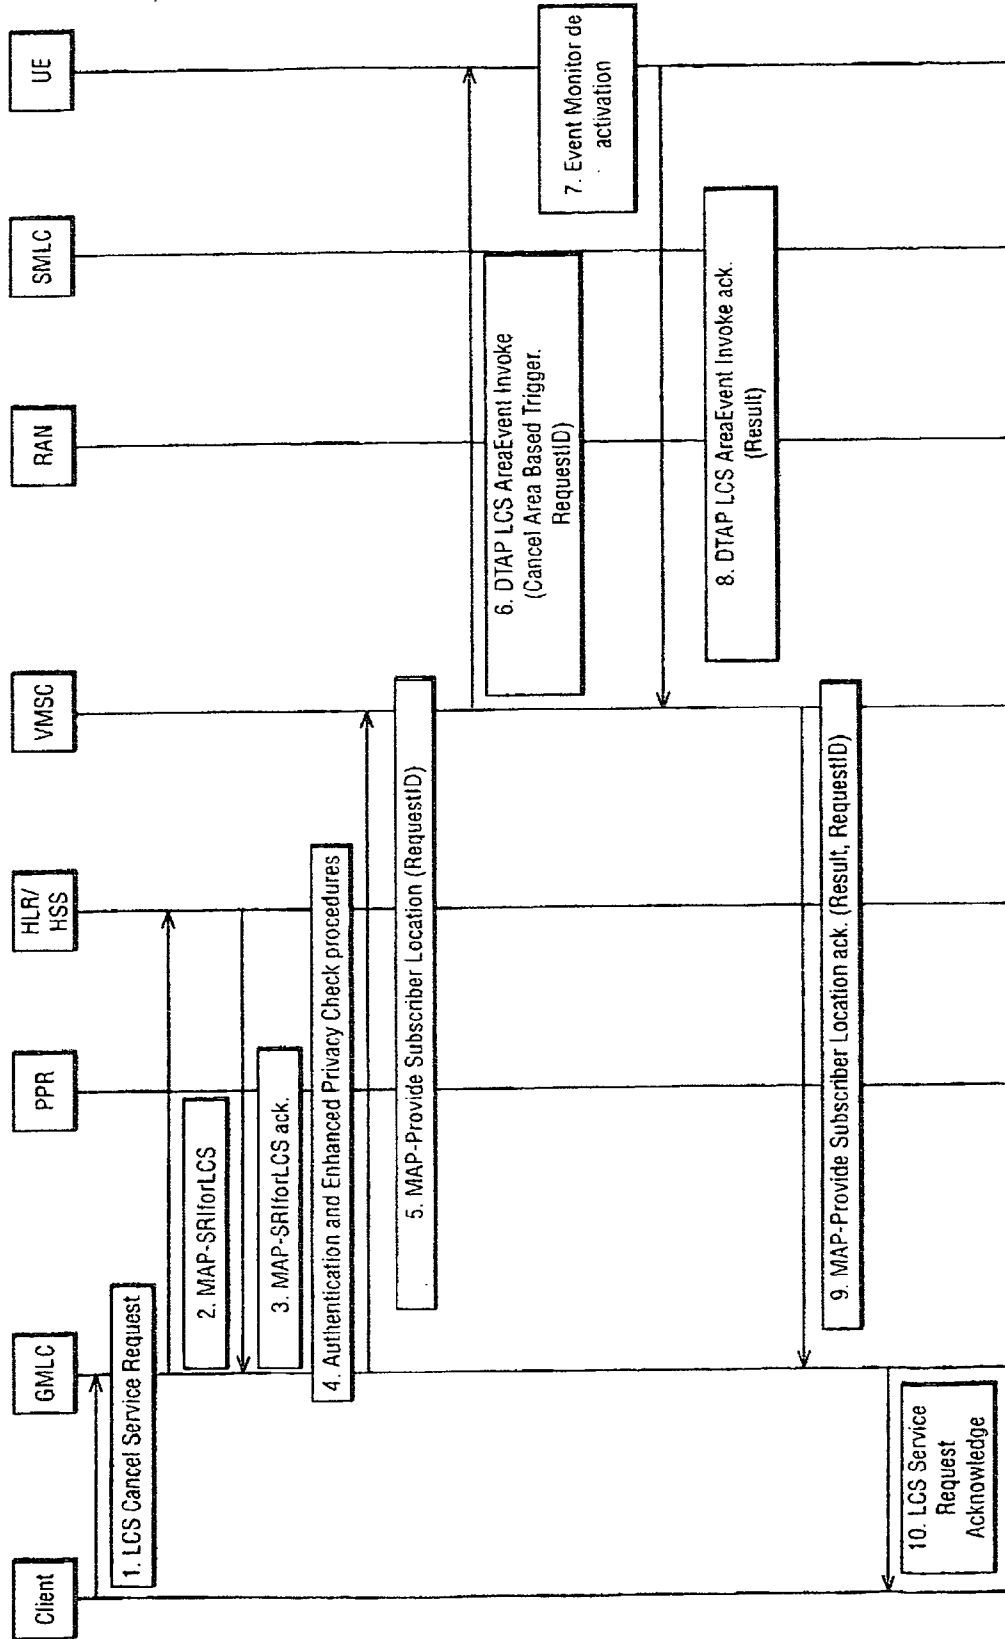 Client
GMLC
PPR
HLR/
HSS
VMSC
RAN
SMLC
UE
1. LCS Cancel Service Request
2. MAP-SRIforLCS
3. MAP-SRIforLCS ack.
4. Authentication and Enhanced Privacy Check procedures
5. MAP-Provide Subscriber Location (RequestID)
6. DTAP LCS AreaEvent Invoke
(Cancel Area Based Trigger.
RequestID)
7. Event Monitor de
activation
8. DTAP LCS AreaEvent Invoke ack.
(Result)
9. MAP-Provide Subscriber Location ack. (Result, RequestID)
10. LCS Service
Request
Acknowledge